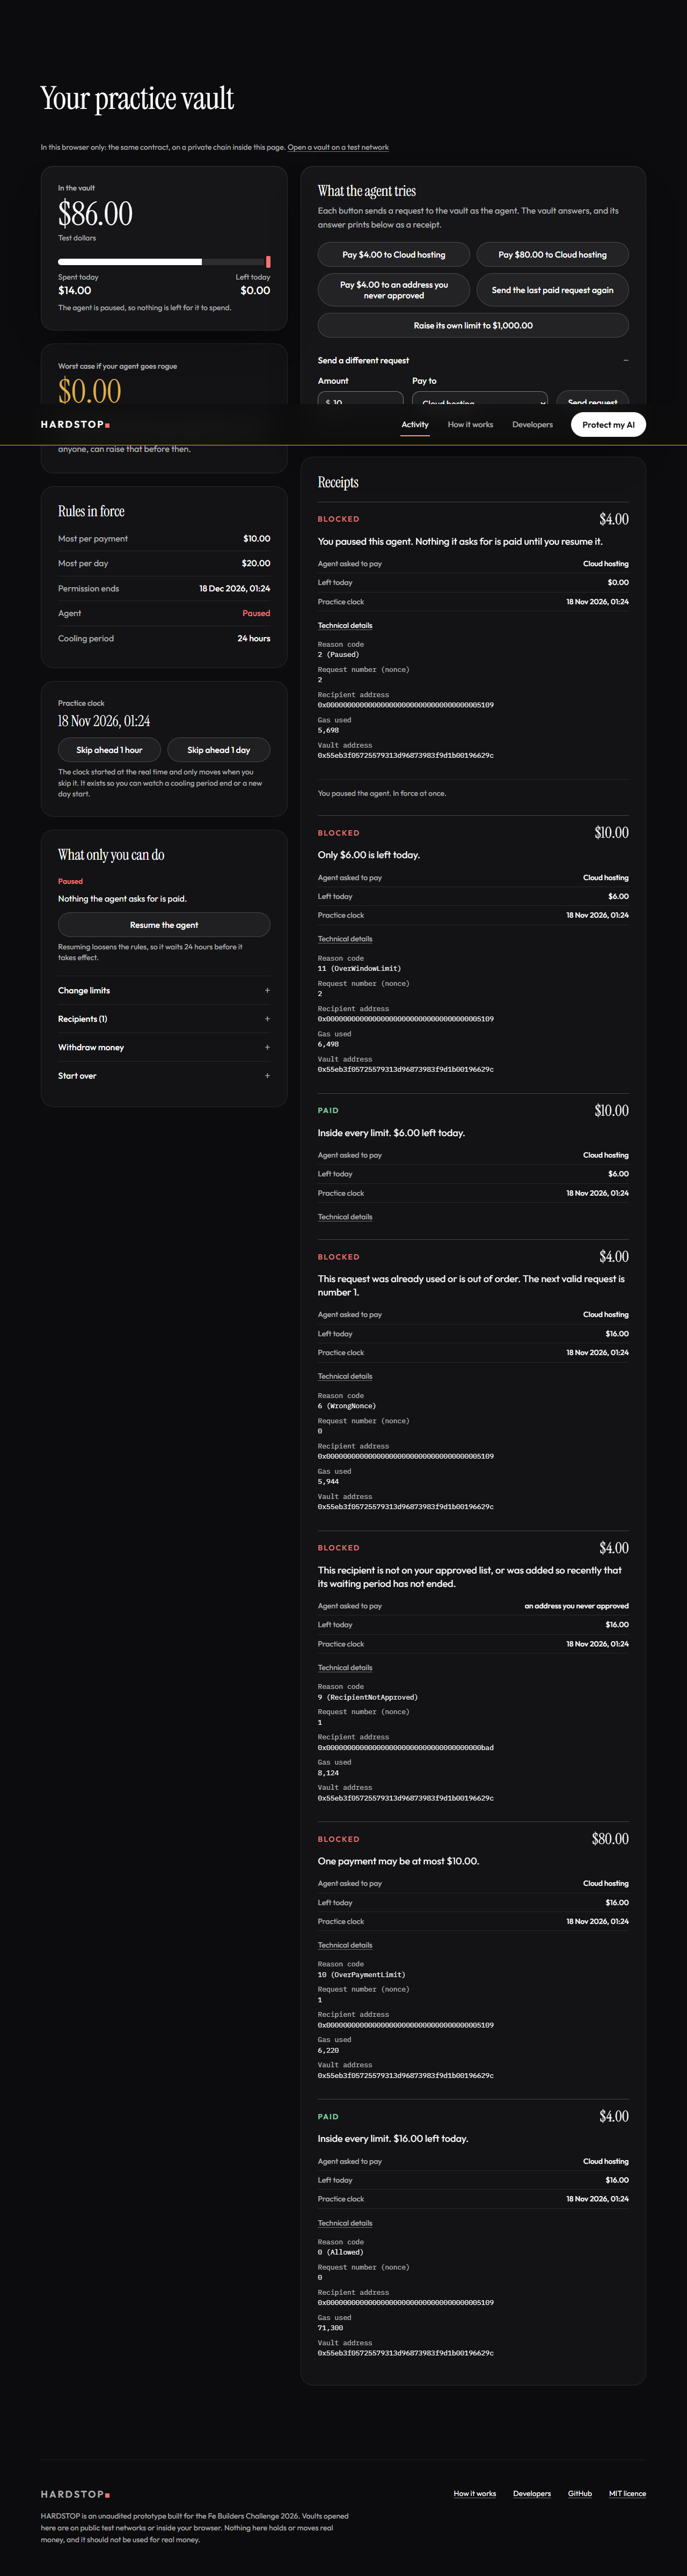 Your practice vault
In this browser only: the same contract, on a private chain inside this page. Open a vault on a test network
In the vault
$86.00
Test dollars
Spent today
Left today
$14.00
$0.00
The agent is paused, so nothing is left for it to spend.
Worst case if your agent goes rogue
$0.00
What the agent tries
Each button sends a request to the vault as the agent. The vault answers, and its
answer prints below as a receipt.
Pay $4.00 to Cloud hosting
Pay $80.00 to Cloud hosting
Pay $4.00 to an address you
never approved
Send the last paid request again
Raise its own limit to $1,000.00
Send a different request
−
Amount
Pay to
$ 10
Cloud hosting
Send request
HARDSTOP
Activity
How it works
Developers
Protect my AI
anyone, can raise that before then.
Rules in force
Most per payment
$10.00
Most per day
$20.00
Permission ends
18 Dec 2026, 01:24
Agent
Paused
Cooling period
24 hours
Practice clock
18 Nov 2026, 01:24
Skip ahead 1 hour
Skip ahead 1 day
The clock started at the real time and only moves when you
skip it. It exists so you can watch a cooling period end or a new
day start.
What only you can do
Paused
Nothing the agent asks for is paid.
Resume the agent
Resuming loosens the rules, so it waits 24 hours before it
takes effect.
Change limits
+
Recipients (1)
+
Withdraw money
+
Start over
+
Receipts
BLOCKED
$4.00
You paused this agent. Nothing it asks for is paid until you resume it.
Agent asked to pay
Cloud hosting
Left today
$0.00
Practice clock
18 Nov 2026, 01:24
Technical details
Reason code
2 (Paused)
Request number (nonce)
2
Recipient address
0x0000000000000000000000000000000000005109
Gas used
5,698
Vault address
0x55eb3f05725579313d96873983f9d1b00196629c
You paused the agent. In force at once.
BLOCKED
$10.00
Only $6.00 is left today.
Agent asked to pay
Cloud hosting
Left today
$6.00
Practice clock
18 Nov 2026, 01:24
Technical details
Reason code
11 (OverWindowLimit)
Request number (nonce)
2
Recipient address
0x0000000000000000000000000000000000005109
Gas used
6,498
Vault address
0x55eb3f05725579313d96873983f9d1b00196629c
PAID
$10.00
Inside every limit. $6.00 left today.
Agent asked to pay
Cloud hosting
Left today
$6.00
Practice clock
18 Nov 2026, 01:24
Technical details
BLOCKED
$4.00
This request was already used or is out of order. The next valid request is
number 1.
Agent asked to pay
Cloud hosting
Left today
$16.00
Practice clock
18 Nov 2026, 01:24
Technical details
Reason code
6 (WrongNonce)
Request number (nonce)
0
Recipient address
0x0000000000000000000000000000000000005109
Gas used
5,944
Vault address
0x55eb3f05725579313d96873983f9d1b00196629c
BLOCKED
$4.00
This recipient is not on your approved list, or was added so recently that
its waiting period has not ended.
Agent asked to pay
an address you never approved
Left today
$16.00
Practice clock
18 Nov 2026, 01:24
Technical details
Reason code
9 (RecipientNotApproved)
Request number (nonce)
1
Recipient address
0x0000000000000000000000000000000000000bad
Gas used
8,124
Vault address
0x55eb3f05725579313d96873983f9d1b00196629c
BLOCKED
$80.00
One payment may be at most $10.00.
Agent asked to pay
Cloud hosting
Left today
$16.00
Practice clock
18 Nov 2026, 01:24
Technical details
Reason code
10 (OverPaymentLimit)
Request number (nonce)
1
Recipient address
0x0000000000000000000000000000000000005109
Gas used
6,220
Vault address
0x55eb3f05725579313d96873983f9d1b00196629c
PAID
$4.00
Inside every limit. $16.00 left today.
Agent asked to pay
Cloud hosting
Left today
$16.00
Practice clock
18 Nov 2026, 01:24
Technical details
Reason code
0 (Allowed)
Request number (nonce)
0
Recipient address
0x0000000000000000000000000000000000005109
Gas used
71,300
Vault address
0x55eb3f05725579313d96873983f9d1b00196629c
HARDSTOP
How it works
Developers
GitHub
MIT licence
HARDSTOP is an unaudited prototype built for the Fe Builders Challenge 2026. Vaults opened
here are on public test networks or inside your browser. Nothing here holds or moves real
money, and it should not be used for real money.